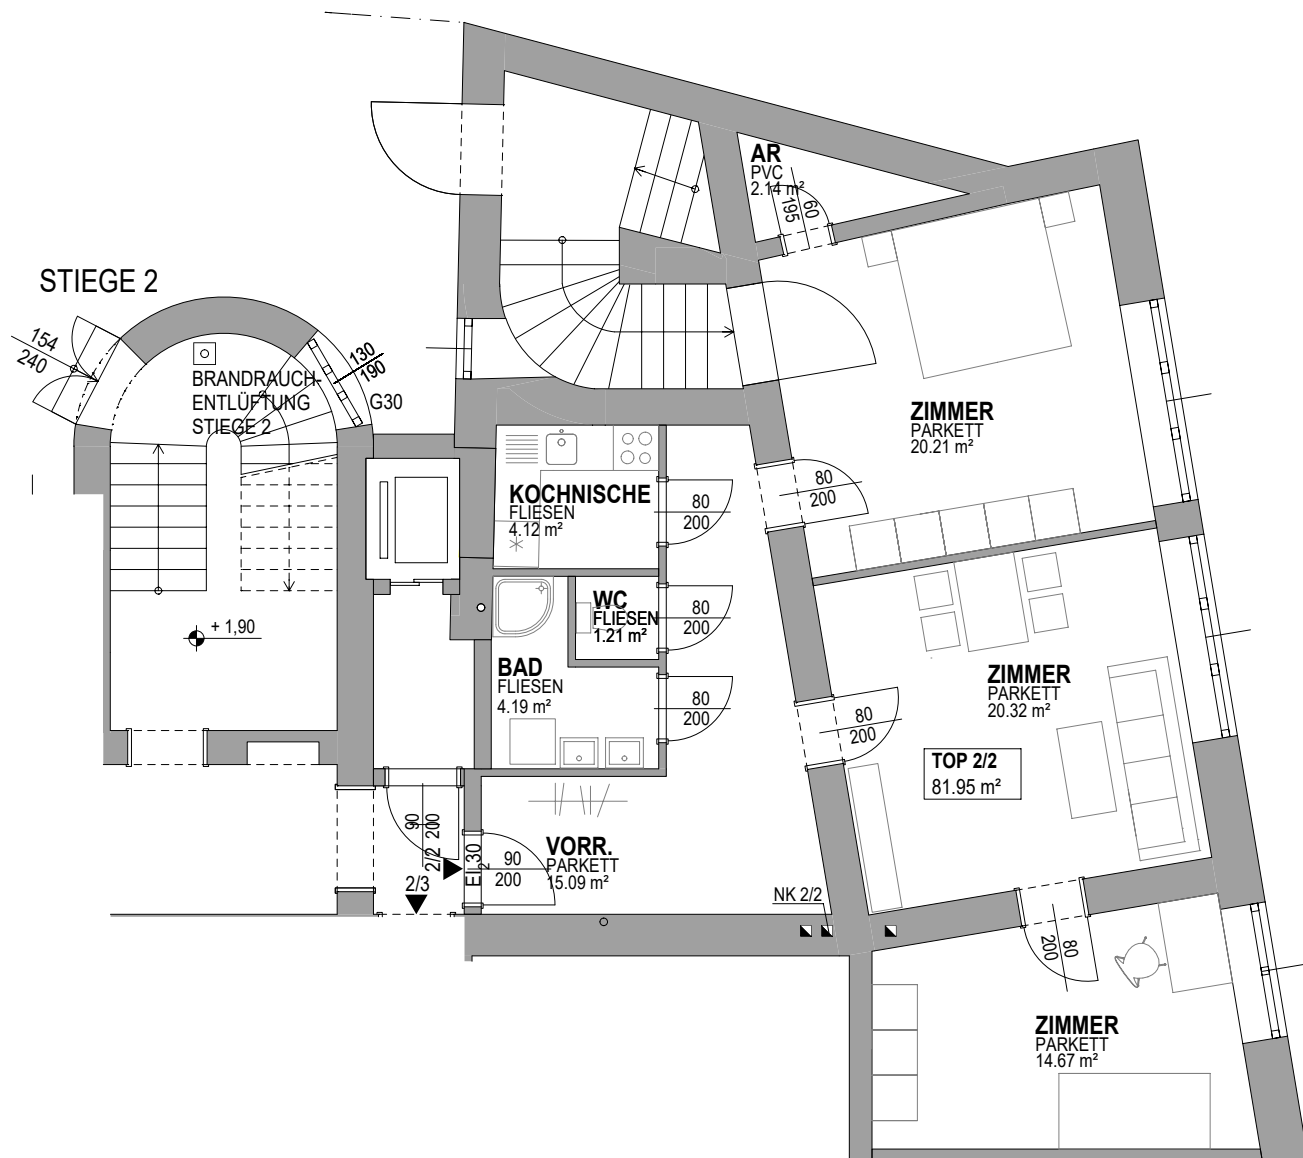 AR
PVC
2.14 m²
60
195
STIEGE 2
154
240
130
190
G30
BRANDRAUCH-
ENTLÜFTUNG
STIEGE 2
ZIMMER
PARKETT
20.21 m²
80
200
KOCHNISCHE
FLIESEN
4.12 m²
80
200
WC
FLIESEN
1.21 m²
80
200
+ 1,90
BAD
FLIESEN
4.19 m²
80
200
ZIMMER
PARKETT
20.32 m²
80
200
TOP 2/2
81.95 m²
90
200
2/2
EI₂30
90
200
VORR.
PARKETT
15.09 m²
2/3
NK 2/2
80
200
ZIMMER
PARKETT
14.67 m²